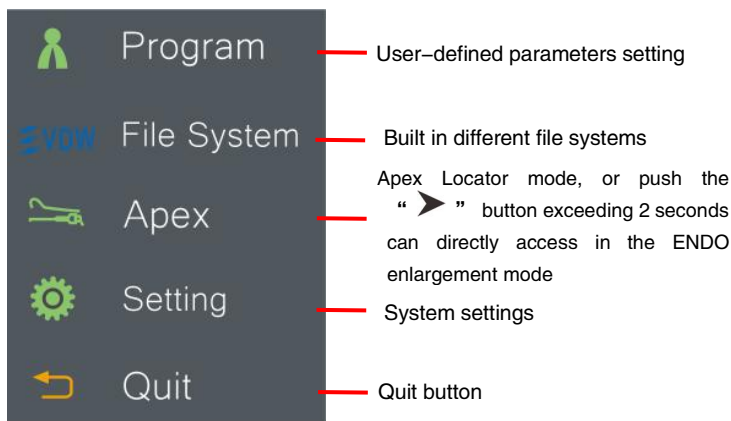 Program
User–defined parameters setting
VDW File System
Built in different file systems
Apex
Apex Locator mode, or push the
“ ➤ ” button exceeding 2 seconds
can directly access in the ENDO
enlargement mode
Setting
System settings
Quit
Quit button